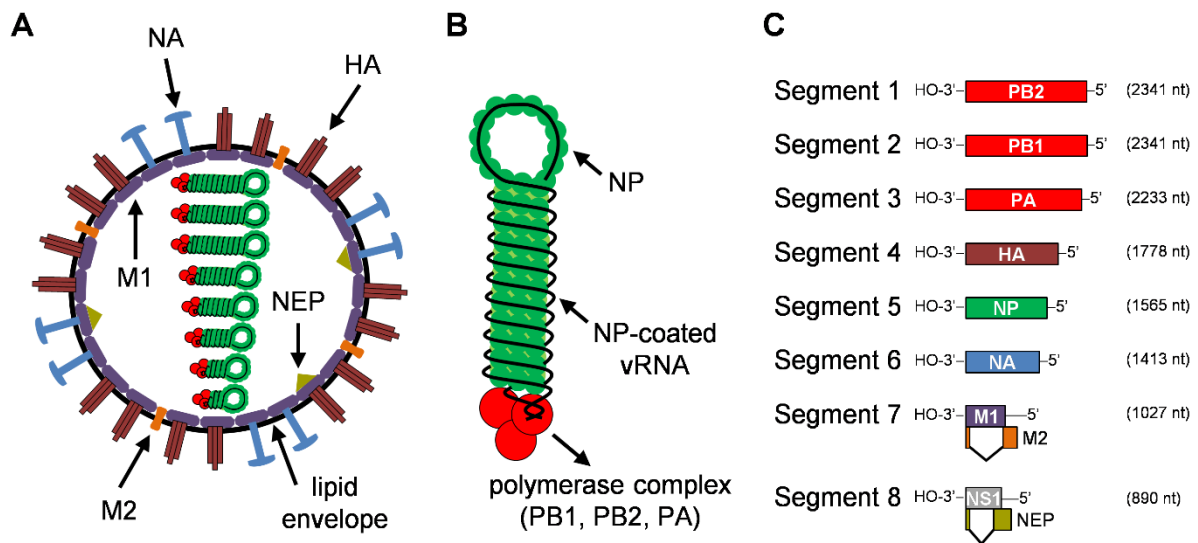 A
NA
HA
M1
NEP
M2
lipid
envelope
B
NP
NP-coated
vRNA
polymerase complex
(PB1, PB2, PA)
C
Segment 1 HO-3'- PB2 -5' (2341 nt)
Segment 2 HO-3'- PB1 -5' (2341 nt)
Segment 3 HO-3'- PA -5' (2233 nt)
Segment 4 HO-3'- HA -5' (1778 nt)
Segment 5 HO-3'- NP -5' (1565 nt)
Segment 6 HO-3'- NA -5' (1413 nt)
Segment 7 HO-3'- M1 -5' (1027 nt)
M2
Segment 8 HO-3'- NS1 -5' (890 nt)
NEP